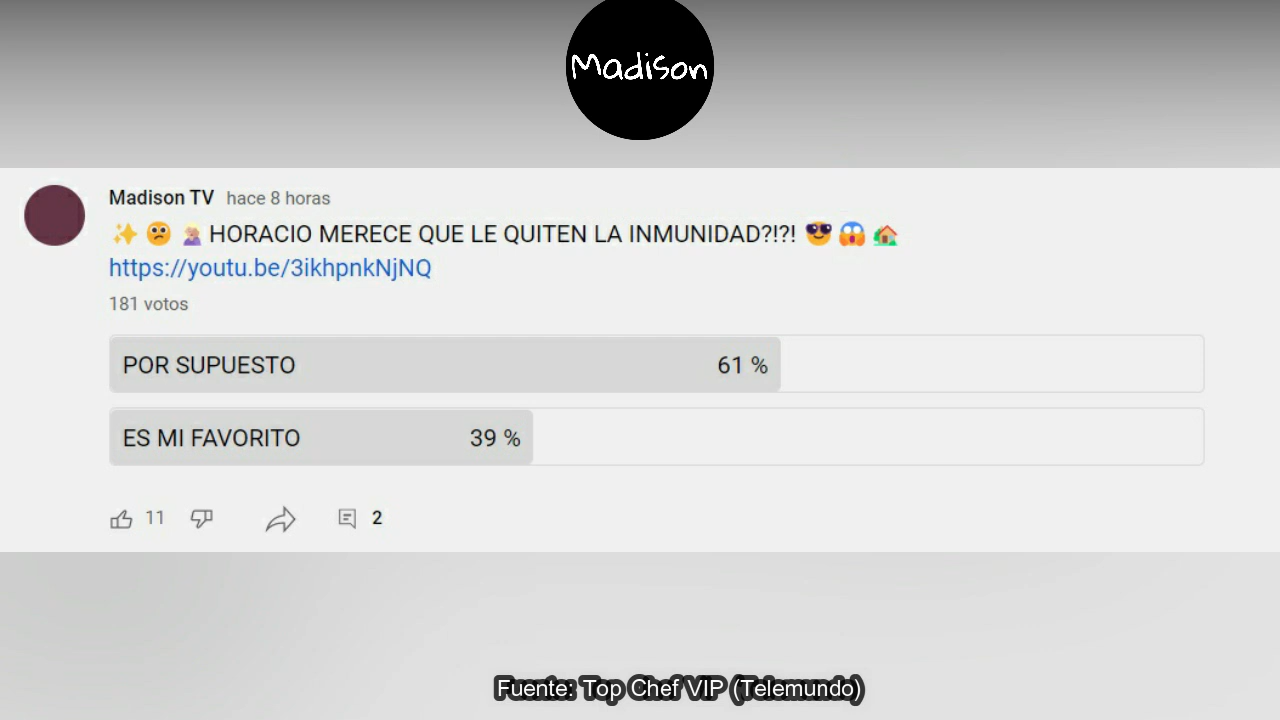 Madison
Madison TV hace 8 horas
✨ 😕 🤷🏼‍♀️ HORACIO MERECE QUE LE QUITEN LA INMUNIDAD?!?! 😎 😱 🏡
https://youtu.be/3ikhpnkNjNQ
181 votos
POR SUPUESTO 61 %
ES MI FAVORITO 39 %
11 2
Fuente: Top Chef VIP (Telemundo)